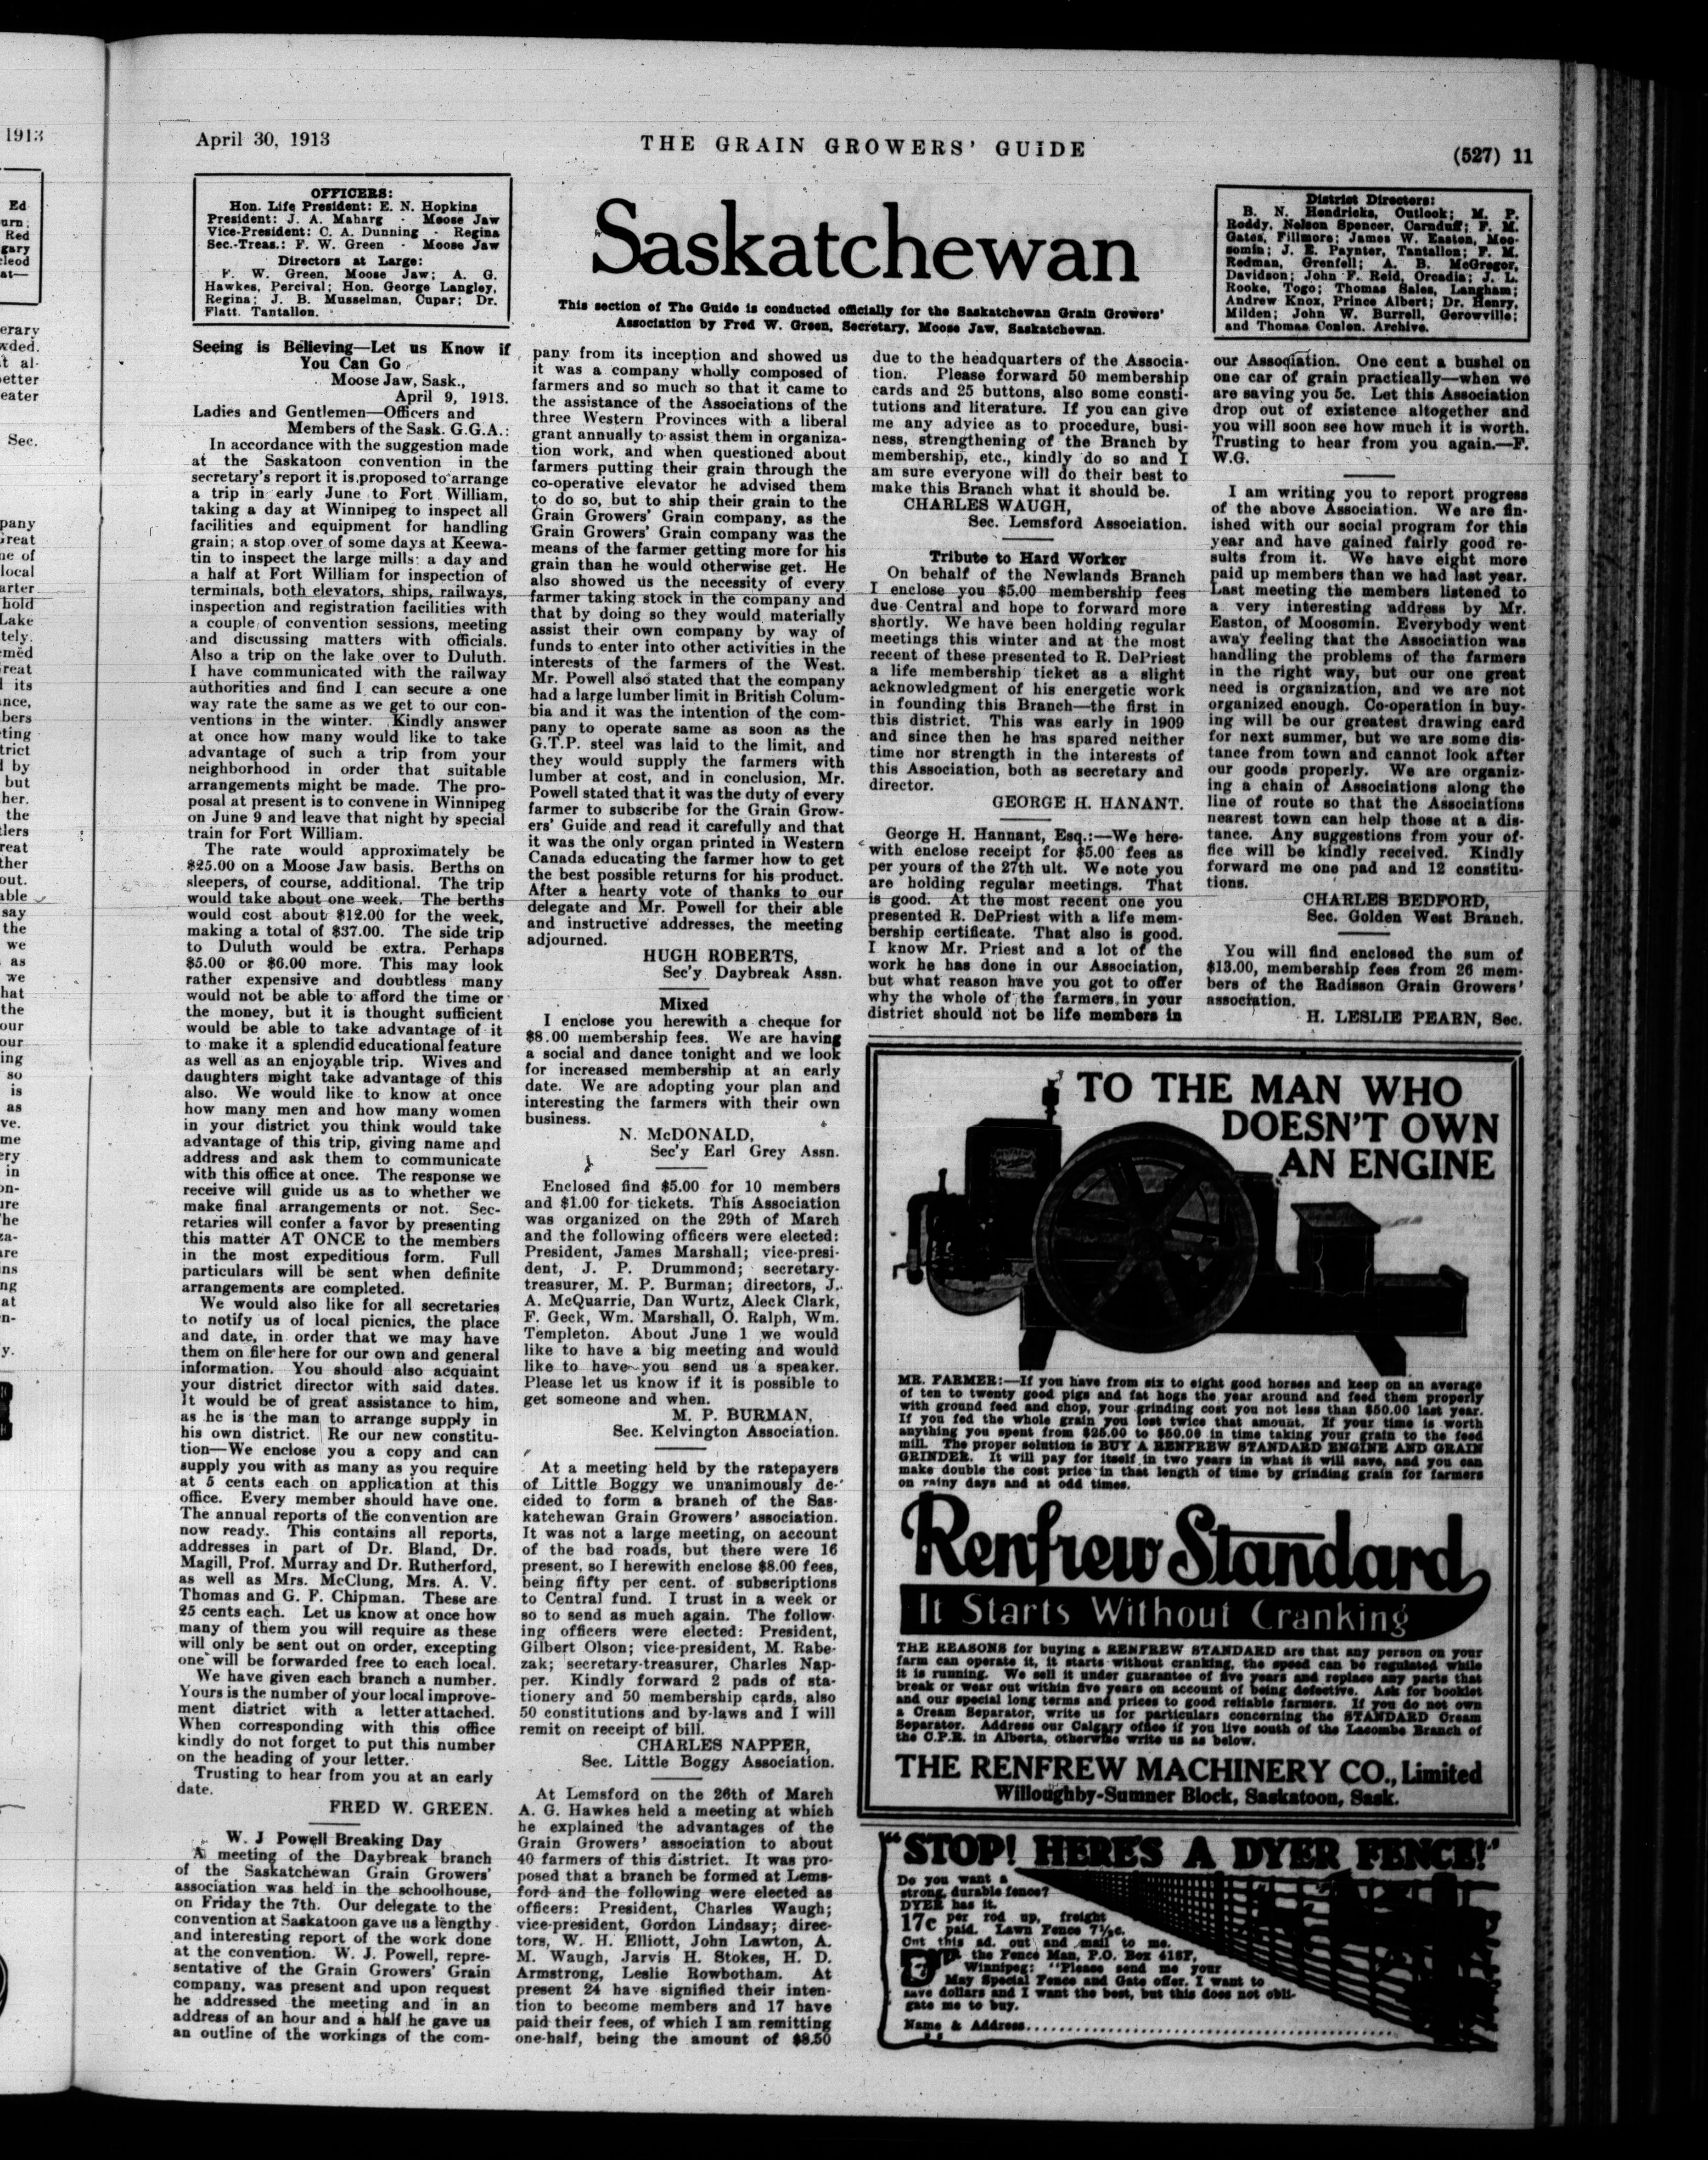 April 30, 1913
THE GRAIN GROWERS' GUIDE
(527) 11
OFFICERS:
Hon. Life President: E. N. Hopkins
President: J. A. Maharg - Moose Jaw
Vice-President: C. A. Dunning - Regina
Sec.-Treas.: F. W. Green - Moose Jaw
Directors at Large:
F. W. Green, Moose Jaw; A. G.
Hawkes, Percival; Hon. George Langley,
Regina; J. B. Musselman, Cupar; Dr.
Flatt, Tantallon.
Saskatchewan
This section of The Guide is conducted officially for the Saskatchewan Grain Growers'
Association by Fred W. Green, Secretary, Moose Jaw, Saskatchewan.
District Directors:
B. N. Hendricks, Outlook; M. P.
Roddy, Nelson Spencer, Carnduff; F. M.
Gates, Fillmore; James W. Easton, Moo-
somin; J. E. Paynter, Tantallon; F. M.
Redman, Grenfell; A. B. McGregor,
Davidson; John F. Reid, Orcadia; J. L.
Rooke, Togo; Thomas Sales, Langham;
Andrew Knox, Prince Albert; Dr. Henry,
Milden; John W. Burrell, Gerowville;
and Thomas Conlon, Archive.
Seeing is Believing—Let us Know if
You Can Go
Moose Jaw, Sask.,
April 9, 1913.
Ladies and Gentlemen—Officers and
Members of the Sask. G.G.A.:
In accordance with the suggestion made
at the Saskatoon convention in the
secretary's report it is proposed to arrange
a trip in early June to Fort William,
taking a day at Winnipeg to inspect all
facilities and equipment for handling
grain; a stop over of some days at Keewa-
tin to inspect the large mills; a day and
a half at Fort William for inspection of
terminals, both elevators, ships, railways,
inspection and registration facilities with
a couple of convention sessions, meeting
and discussing matters with officials.
Also a trip on the lake over to Duluth.
I have communicated with the railway
authorities and find I can secure a one
way rate the same as we get to our con-
ventions in the winter. Kindly answer
at once how many would like to take
advantage of such a trip from your
neighborhood in order that suitable
arrangements might be made. The pro-
posal at present is to convene in Winnipeg
on June 9 and leave that night by special
train for Fort William.
The rate would approximately be
$25.00 on a Moose Jaw basis. Berths on
sleepers, of course, additional. The trip
would take about one week. The berths
would cost about $12.00 for the week,
making a total of $37.00. The side trip
to Duluth would be extra. Perhaps
$5.00 or $6.00 more. This may look
rather expensive and doubtless many
would not be able to afford the time or
the money, but it is thought sufficient
would be able to take advantage of it
to make it a splendid educational feature
as well as an enjoyable trip. Wives and
daughters might take advantage of this
also. We would like to know at once
how many men and how many women
in your district you think would take
advantage of this trip, giving name and
address and ask them to communicate
with this office at once. The response we
receive will guide us as to whether we
make final arrangements or not. Sec-
retaries will confer a favor by presenting
this matter AT ONCE to the members
in the most expeditious form. Full
particulars will be sent when definite
arrangements are completed.
We would also like for all secretaries
to notify us of local picnics, the place
and date, in order that we may have
them on file here for our own and general
information. You should also acquaint
your district director with said dates.
It would be of great assistance to him,
as he is the man to arrange supply in
his own district. Re our new constitu-
tion—We enclose you a copy and can
supply you with as many as you require
at 5 cents each on application at this
office. Every member should have one.
The annual reports of the convention are
now ready. This contains all reports,
addresses in part of Dr. Bland, Dr.
Magill, Prof. Murray and Dr. Rutherford,
as well as Mrs. McClung, Mrs. A. V.
Thomas and G. F. Chipman. These are
25 cents each. Let us know at once how
many of them you will require as these
will only be sent out on order, excepting
one will be forwarded free to each local.
We have given each branch a number.
Yours is the number of your local improve-
ment district with a letter attached.
When corresponding with this office
kindly do not forget to put this number
on the heading of your letter.
Trusting to hear from you at an early
date.
FRED W. GREEN.
W. J Powell Breaking Day
A meeting of the Daybreak branch
of the Saskatchewan Grain Growers'
association was held in the schoolhouse,
on Friday the 7th. Our delegate to the
convention at Saskatoon gave us a lengthy
and interesting report of the work done
at the convention. W. J. Powell, repre-
sentative of the Grain Growers' Grain
company, was present and upon request
he addressed the meeting and in an
address of an hour and a half he gave us
an outline of the workings of the com-
pany from its inception and showed us
it was a company wholly composed of
farmers and so much so that it came to
the assistance of the Associations of the
three Western Provinces with a liberal
grant annually to assist them in organiza-
tion work, and when questioned about
farmers putting their grain through the
co-operative elevator he advised them
to do so, but to ship their grain to the
Grain Growers' Grain company, as the
Grain Growers' Grain company was the
means of the farmer getting more for his
grain than he would otherwise get. He
also showed us the necessity of every
farmer taking stock in the company and
that by doing so they would materially
assist their own company by way of
funds to enter into other activities in the
interests of the farmers of the West.
Mr. Powell also stated that the company
had a large lumber limit in British Colum-
bia and it was the intention of the com-
pany to operate same as soon as the
G.T.P. steel was laid to the limit, and
they would supply the farmers with
lumber at cost, and in conclusion, Mr.
Powell stated that it was the duty of every
farmer to subscribe for the Grain Grow-
ers' Guide and read it carefully and that
it was the only organ printed in Western
Canada educating the farmer how to get
the best possible returns for his product.
After a hearty vote of thanks to our
delegate and Mr. Powell for their able
and instructive addresses, the meeting
adjourned.
HUGH ROBERTS,
Sec'y Daybreak Assn.
Mixed
I enclose you herewith a cheque for
$8.00 membership fees. We are having
a social and dance tonight and we look
for increased membership at an early
date. We are adopting your plan and
interesting the farmers with their own
business.
N. McDONALD,
Sec'y Earl Grey Assn.
Enclosed find $5.00 for 10 members
and $1.00 for tickets. This Association
was organized on the 29th of March
and the following officers were elected:
President, James Marshall; vice-presi-
dent, J. P. Drummond; secretary-
treasurer, M. P. Burman; directors, J.
A. McQuarrie, Dan Wurtz, Aleck Clark,
F. Geck, Wm. Marshall, O. Ralph, Wm.
Templeton. About June 1 we would
like to have a big meeting and would
like to have you send us a speaker.
Please let us know if it is possible to
get someone and when.
M. P. BURMAN,
Sec. Kelvington Association.
At a meeting held by the ratepayers
of Little Boggy we unanimously de-
cided to form a branch of the Sas-
katchewan Grain Growers' association.
It was not a large meeting, on account
of the bad roads, but there were 16
present, so I herewith enclose $8.00 fees,
being fifty per cent. of subscriptions
to Central fund. I trust in a week or
so to send as much again. The follow-
ing officers were elected: President,
Gilbert Olson; vice-president, M. Rabe-
zak; secretary-treasurer, Charles Nap-
per. Kindly forward 2 pads of sta-
tionery and 50 membership cards, also
50 constitutions and by-laws and I will
remit on receipt of bill.
CHARLES NAPPER,
Sec. Little Boggy Association.
At Lemsford on the 26th of March
A. G. Hawkes held a meeting at which
he explained the advantages of the
Grain Growers' association to about
40 farmers of this district. It was pro-
posed that a branch be formed at Lems-
ford and the following were elected as
officers: President, Charles Waugh;
vice-president, Gordon Lindsay; direc-
tors, W. H. Elliott, John Lawton, A.
M. Waugh, Jarvis H. Stokes, H. D.
Armstrong, Leslie Rowbotham. At
present 24 have signified their inten-
tion to become members and 17 have
paid their fees, of which I am remitting
one-half, being the amount of $8.50
due to the headquarters of the Associa-
tion. Please forward 50 membership
cards and 25 buttons, also some consti-
tutions and literature. If you can give
me any advice as to procedure, busi-
ness, strengthening of the Branch by
membership, etc., kindly do so and I
am sure everyone will do their best to
make this Branch what it should be.
CHARLES WAUGH,
Sec. Lemsford Association.
Tribute to Hard Worker
On behalf of the Newlands Branch
I enclose you $5.00 membership fees
due Central and hope to forward more
shortly. We have been holding regular
meetings this winter and at the most
recent of these presented to R. DePriest
a life membership ticket as a slight
acknowledgment of his energetic work
in founding this Branch—the first in
this district. This was early in 1909
and since then he has spared neither
time nor strength in the interests of
this Association, both as secretary and
director.
GEORGE H. HANANT.
George H. Hannant, Esq.:—We here-
with enclose receipt for $5.00 fees as
per yours of the 27th ult. We note you
are holding regular meetings. That
is good. At the most recent one you
presented R. DePriest with a life mem-
bership certificate. That also is good.
I know Mr. Priest and a lot of the
work he has done in our Association,
but what reason have you got to offer
why the whole of the farmers in your
district should not be life members in
our Association. One cent a bushel on
one car of grain practically—when we
are saving you 5c. Let this Association
drop out of existence altogether and
you will soon see how much it is worth.
Trusting to hear from you again.—F.
W.G.
I am writing you to report progress
of the above Association. We are fin-
ished with our social program for this
year and have gained fairly good re-
sults from it. We have eight more
paid up members than we had last year.
Last meeting the members listened to
a very interesting address by Mr.
Easton, of Moosomin. Everybody went
away feeling that the Association was
handling the problems of the farmers
in the right way, but our one great
need is organization, and we are not
organized enough. Co-operation in buy-
ing will be our greatest drawing card
for next summer, but we are some dis-
tance from town and cannot look after
our goods properly. We are organiz-
ing a chain of Associations along the
line of route so that the Associations
nearest town can help those at a dis-
tance. Any suggestions from your of-
fice will be kindly received. Kindly
forward me one pad and 12 constitu-
tions.
CHARLES BEDFORD,
Sec. Golden West Branch.
You will find enclosed the sum of
$13.00, membership fees from 26 mem-
bers of the Radisson Grain Growers'
association.
H. LESLIE PEARN, Sec.
TO THE MAN WHO
DOESN'T OWN
AN ENGINE
MR. FARMER:—If you have from six to eight good horses and keep on an average
of ten to twenty good pigs and fat hogs the year around and feed them properly
with ground feed and chop, your grinding cost you not less than $50.00 last year.
If you fed the whole grain you lost twice that amount. If your time is worth
anything you spent from $25.00 to $50.00 in time taking your grain to the feed
mill. The proper solution is BUY A RENFREW STANDARD ENGINE AND GRAIN
GRINDER. It will pay for itself in two years in what it will save, and you can
make double the cost price in that length of time by grinding grain for farmers
on rainy days and at odd times.
Renfrew Standard
It Starts Without Cranking
THE REASONS for buying a RENFREW STANDARD are that any person on your
farm can operate it, it starts without cranking, the speed can be regulated while
it is running. We sell it under guarantee of five years and replace any parts that
break or wear out within five years on account of being defective. Ask for booklet
and our special long terms and prices to good reliable farmers. If you do not own
a Cream Separator, write us for particulars concerning the STANDARD Cream
Separator. Address our Calgary office if you live south of the Lacombe Branch of
the C.P.R. in Alberta, otherwise write us as below.
THE RENFREW MACHINERY CO., Limited
Willoughby-Sumner Block, Saskatoon, Sask.
"STOP! HERE'S A DYER FENCE!"
Do you want a
strong, durable fence?
DYER has it.
17c per rod up, freight
paid. Lawn Fence 7½c.
Cut this ad. out and mail to me.
the Fence Man, P.O. Box 418F,
Winnipeg: "Please send me your
May Special Fence and Gate offer. I want to
save dollars and I want the best, but this does not obli-
gate me to buy.
Name & Address